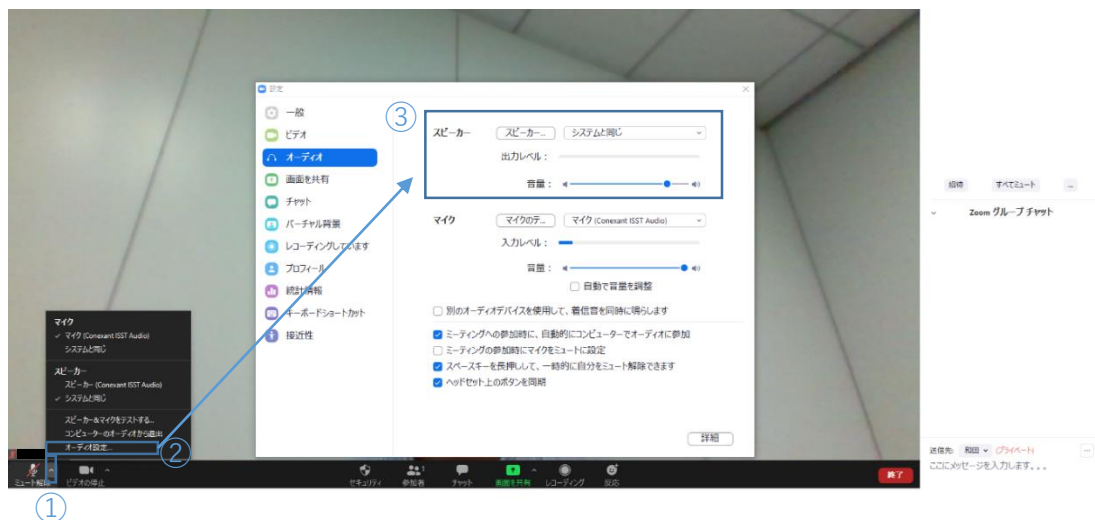 設定
一般
ビデオ
オーディオ
画面を共有
チャット
バーチャル背景
レコーディングしています
プロフィール
統計情報
キーボードショートカット
接近性
③
スピーカー スピーカー... システムと同じ
出力レベル：
音量：
マイク マイクのテ... マイク (Conexant ISST Audio)
入力レベル：
音量：
自動で音量を調整
別のオーディオデバイスを使用して、着信音を同時に鳴らします
ミーティングへの参加時に、自動的にコンピューターでオーディオに参加
ミーティングの参加時にマイクをミュートに設定
スペースキーを長押しして、一時的に自分をミュート解除できます
ヘッドセット上のボタンを同期
詳細
マイク
マイク (Conexant ISST Audio)
システムと同じ
スピーカー
スピーカー (Conexant ISST Audio)
システムと同じ
スピーカー&マイクをテストする...
コンピューターのオーディオから退出
オーディオ設定...
②
ミュート解除 ビデオの停止 セキュリティ 参加者 1 チャット 画面を共有 レコーディング 反応 終了
①
招待 すべてミュート ...
Zoom グループ チャット
送信先: 和田 (プライベート) ...
ここにメッセージを入力します。。。